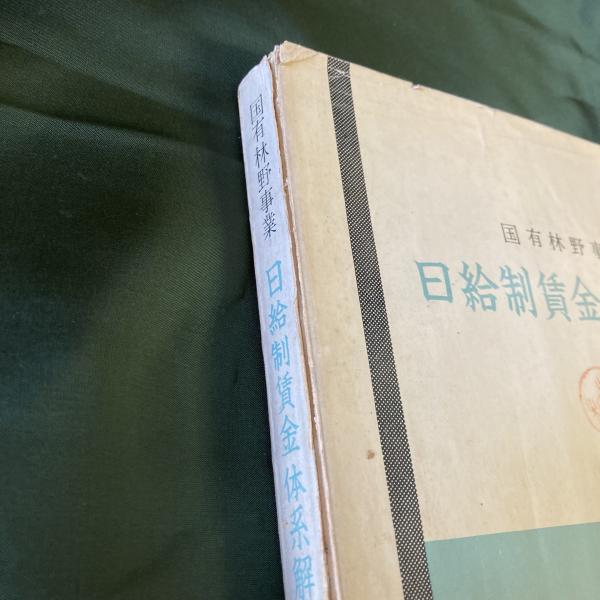 国有林野事業
日給制賃金体系解
国有林野事
日給制賃金